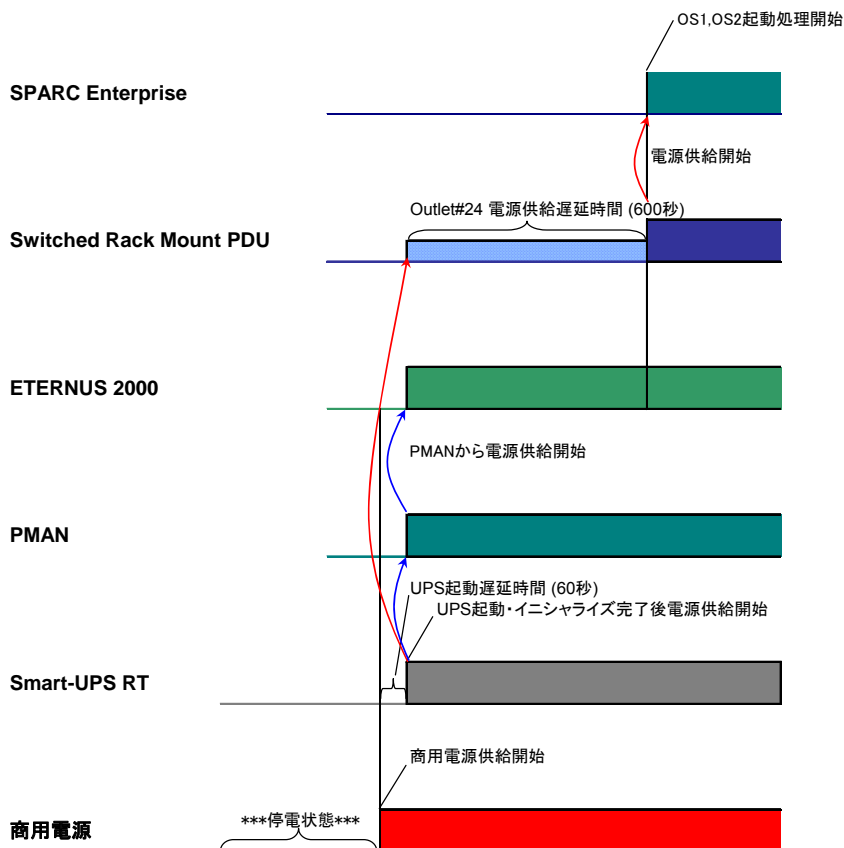 OS1,OS2起動処理開始
SPARC Enterprise
電源供給開始
Outlet#24 電源供給遅延時間 (600秒)
Switched Rack Mount PDU
ETERNUS 2000
PMANから電源供給開始
PMAN
UPS起動遅延時間 (60秒)
UPS起動・イニシャライズ完了後電源供給開始
Smart-UPS RT
商用電源供給開始
***停電状態***
商用電源